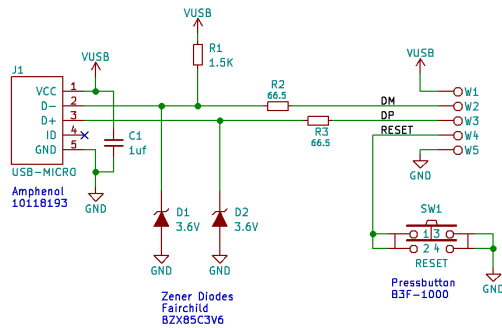 VUSB
R1
1.5K
VUSB
J1
VCC 1
D- 2
D+ 3
ID 4
GND 5
USB-MICRO
Amphenol
10118193
C1
1uf
GND
R2
66.5
R3
66.5
DM
DP
RESET
VUSB
W1
W2
W3
W4
W5
GND
D1
3.6V
GND
D2
3.6V
GND
Zener Diodes
Fairchild
BZX85C3V6
SW1
1 3
2 4
RESET
Pressbutton
B3F-1000
GND